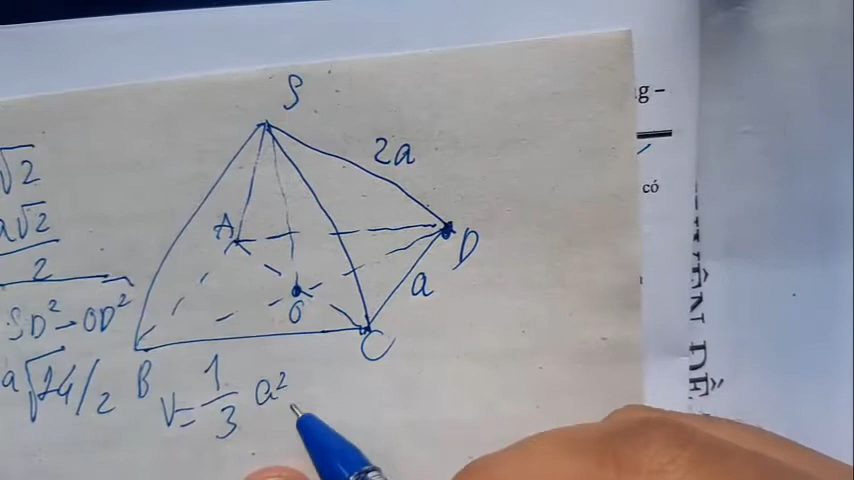 S
√2
2a
a√2
2
A
D
a
O
SD² - OD²
C
a√14/2
B
V = 1/3 a²
g –
có